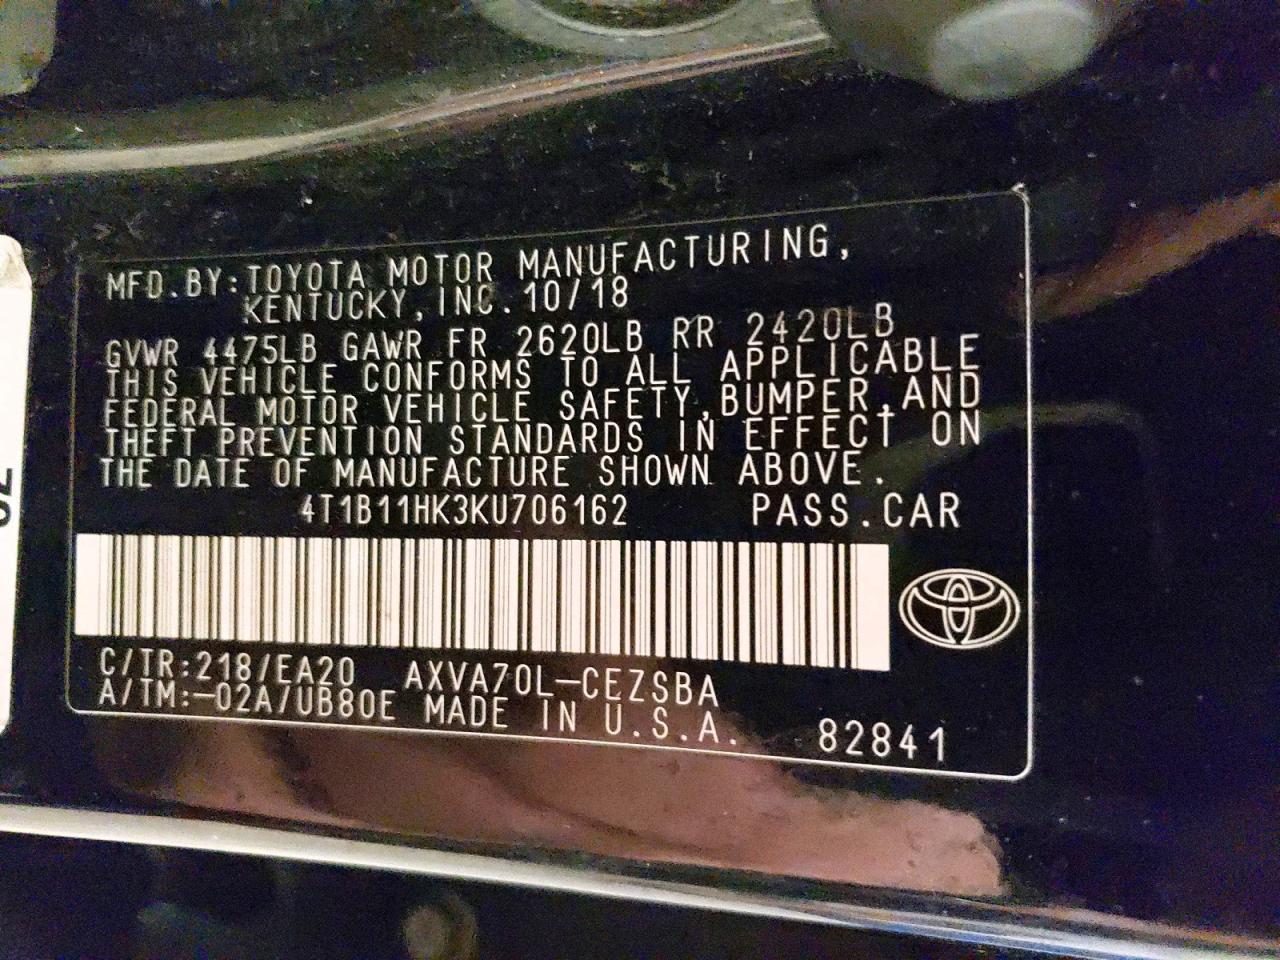 MFD.BY:TOYOTA MOTOR MANUFACTURING,
KENTUCKY,INC.10/18
GVWR 4475LB GAWR FR 2620LB RR 2420LB
THIS VEHICLE CONFORMS TO ALL APPLICABLE
FEDERAL MOTOR VEHICLE SAFETY,BUMPER,AND
THEFT PREVENTION STANDARDS IN EFFECT ON
THE DATE OF MANUFACTURE SHOWN ABOVE.
4T1B11HK3KU706162 PASS.CAR
C/TR:218/EA20 AXVA70L-CEZSBA
A/TM:-02A/UB80E MADE IN U.S.A. 82841